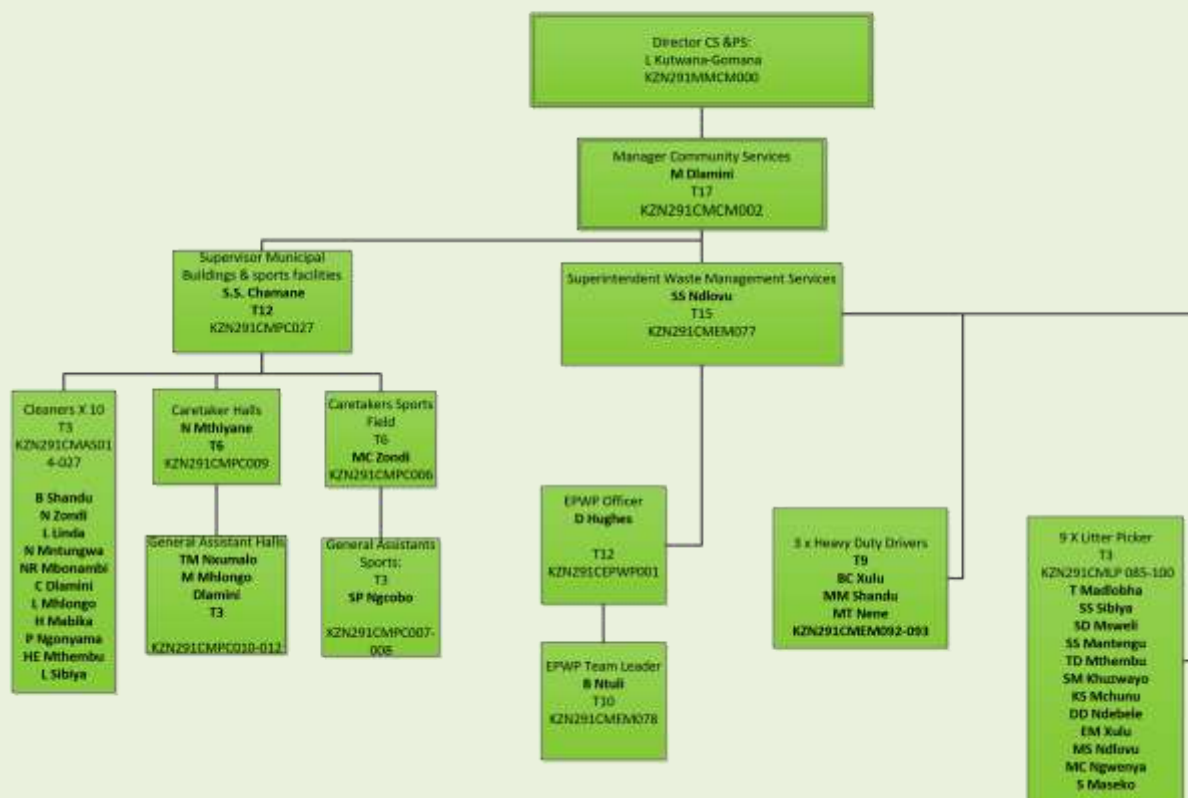 Director CS &PS:
L Kutwana-Gomana
KZN291MMCM000
Manager Community Services
M Dlamini
T17
KZN291CMCM002
Supervisor Municipal
Buildings & sports facilities
S.S. Chamane
T12
KZN291CMPC027
Superintendent Waste Management Services
SS Ndlovu
T15
KZN291CMEM077
Cleaners X 10
T3
KZN291CMAS01
4-027
B Shandu
N Zondi
L Linda
N Mntungwa
NR Mbonambi
C Dlamini
L Mhlongo
H Mabika
P Ngonyama
HE Mthembu
L Sibiya
Caretaker Halls
N Mthiyane
T6
KZN291CMPC009
Caretakers Sports
Field
T6
MC Zondi
KZN291CMPC006
General Assistant Halls
TM Nxumalo
M Mhlongo
Dlamini
T3
KZN291CMPC010-012
General Assistants
Sports:
T3
SP Ngcobo
KZN291CMPC007-
008
EPWP Officer
D Hughes
T12
KZN291CEPWP001
EPWP Team Leader
B Ntuli
T10
KZN291CMEM078
3 x Heavy Duty Drivers
T9
BC Xulu
MM Shandu
MT Nene
KZN291CMEM092-093
9 X Litter Picker
T3
KZN291CMLP 085-100
T Madlobha
SS Sibiya
SD Msweli
SS Mantengu
TD Mthembu
SM Khuzwayo
KS Mchunu
DD Ndebele
EM Xulu
MS Ndlovu
MC Ngwenya
S Maseko